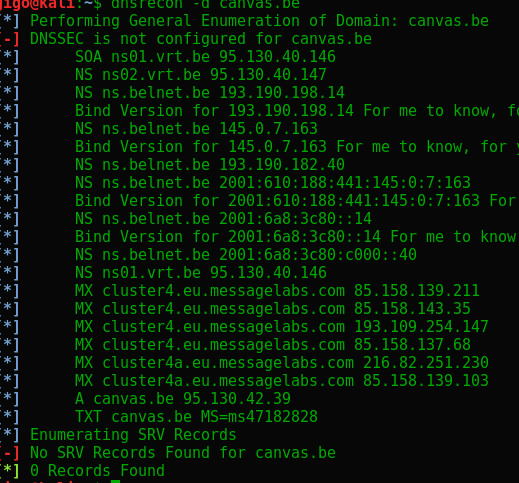 jigo@kali:~$ dnsrecon -d canvas.be
[*] Performing General Enumeration of Domain: canvas.be
[-] DNSSEC is not configured for canvas.be
[*] SOA ns01.vrt.be 95.130.40.146
[*] NS ns02.vrt.be 95.130.40.147
[*] NS ns.belnet.be 193.190.198.14
[*] Bind Version for 193.190.198.14 For me to know, fo
[*] NS ns.belnet.be 145.0.7.163
[*] Bind Version for 145.0.7.163 For me to know, for y
[*] NS ns.belnet.be 193.190.182.40
[*] NS ns.belnet.be 2001:610:188:441:145:0:7:163
[*] Bind Version for 2001:610:188:441:145:0:7:163 For
[*] NS ns.belnet.be 2001:6a8:3c80::14
[*] Bind Version for 2001:6a8:3c80::14 For me to know
[*] NS ns.belnet.be 2001:6a8:3c80:c000::40
[*] NS ns01.vrt.be 95.130.40.146
[*] MX cluster4.eu.messagelabs.com 85.158.139.211
[*] MX cluster4.eu.messagelabs.com 85.158.143.35
[*] MX cluster4.eu.messagelabs.com 193.109.254.147
[*] MX cluster4.eu.messagelabs.com 85.158.137.68
[*] MX cluster4a.eu.messagelabs.com 216.82.251.230
[*] MX cluster4a.eu.messagelabs.com 85.158.139.103
[*] A canvas.be 95.130.42.39
[*] TXT canvas.be MS=ms47182828
[*] Enumerating SRV Records
[-] No SRV Records Found for canvas.be
[*] 0 Records Found